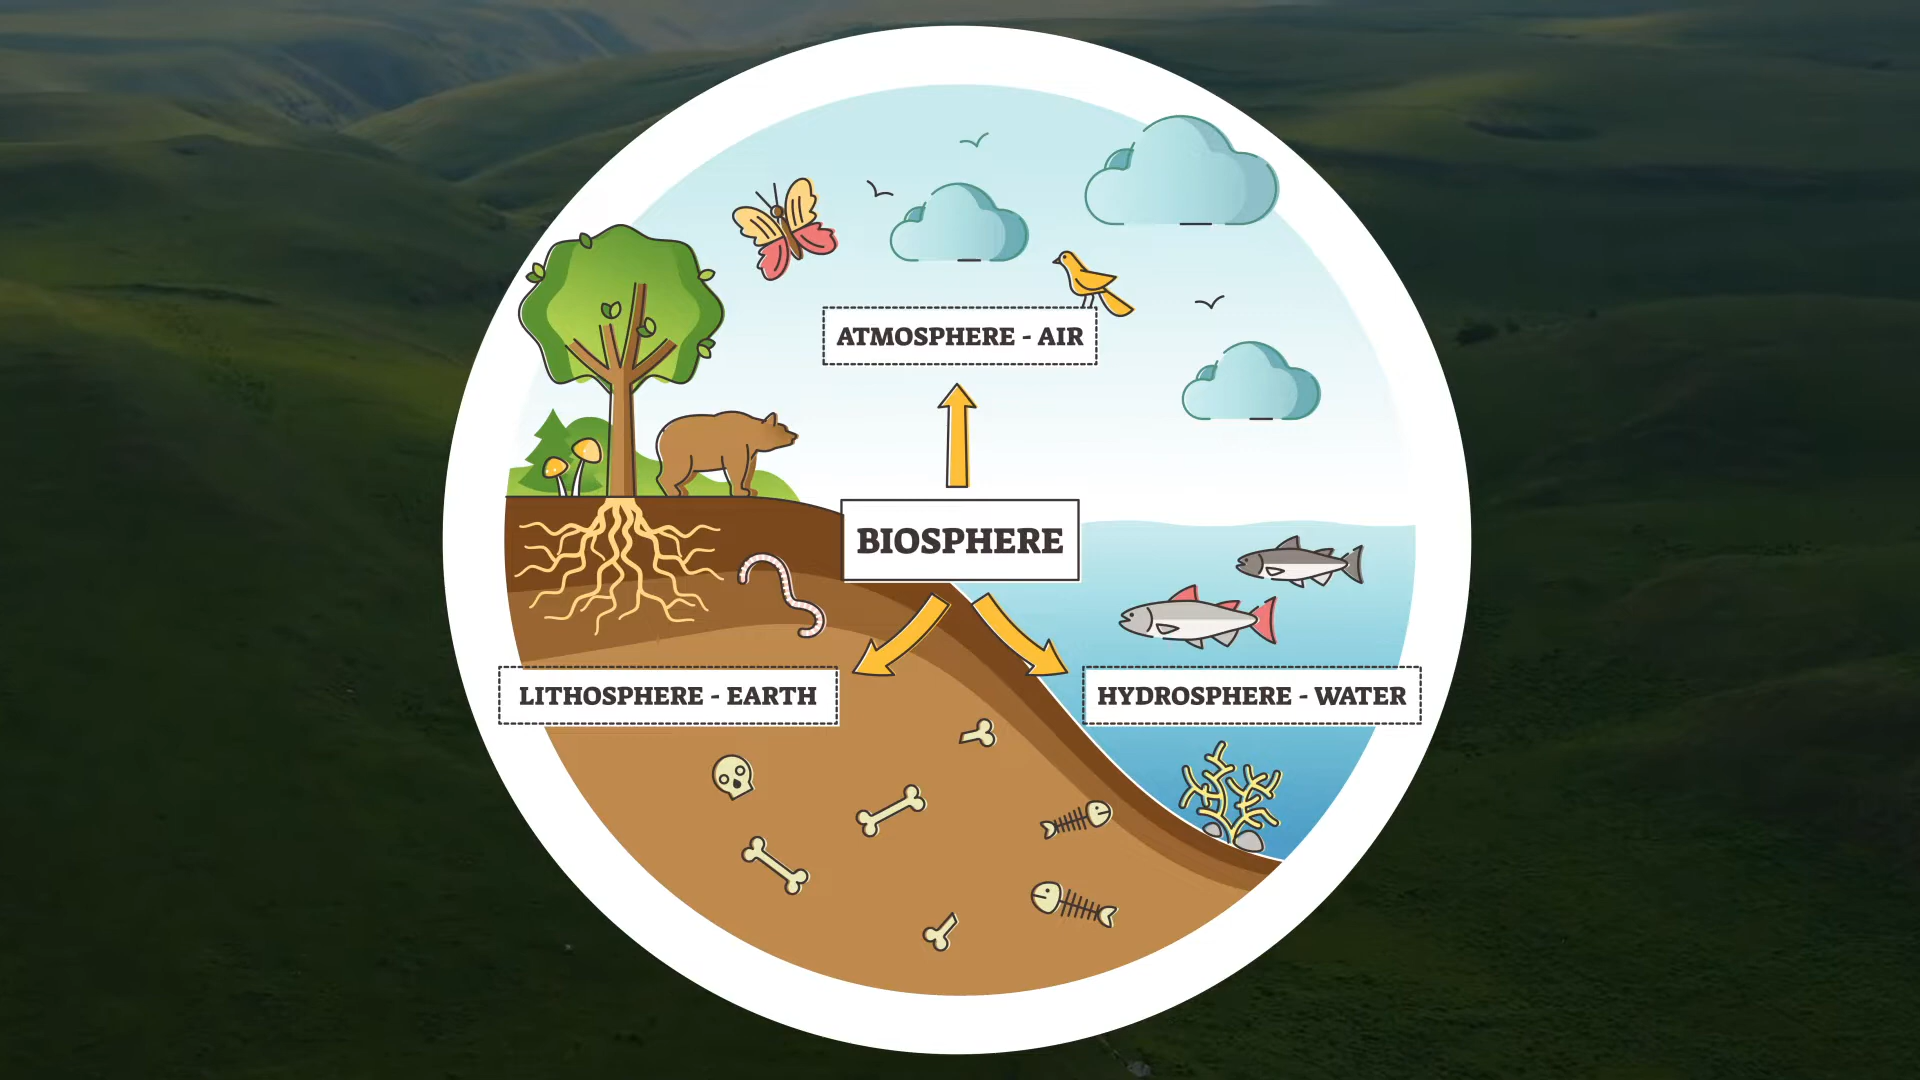 ATMOSPHERE - AIR
BIOSPHERE
LITHOSPHERE - EARTH
HYDROSPHERE - WATER